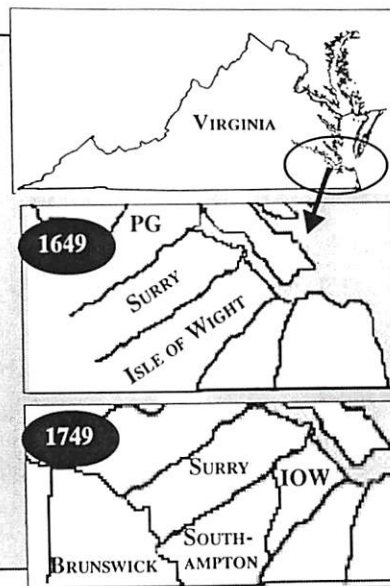 VIRGINIA
1649
PG
SURRY
ISLE OF WIGHT
1749
SURRY
IOW
SOUTH-
AMPTON
BRUNSWICK